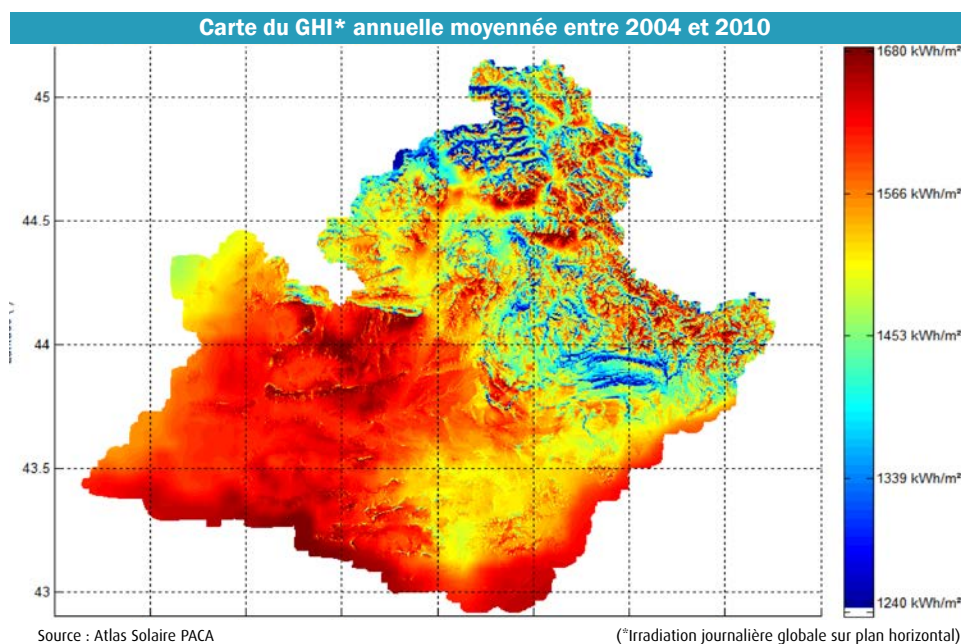 Carte du GHI* annuelle moyennée entre 2004 et 2010
1680 kWh/m²
45
1566 kWh/m²
44.5
1453 kWh/m²
44
43.5
1339 kWh/m²
43
1240 kWh/m²
Source : Atlas Solaire PACA
(*Irradiation journalière globale sur plan horizontal)